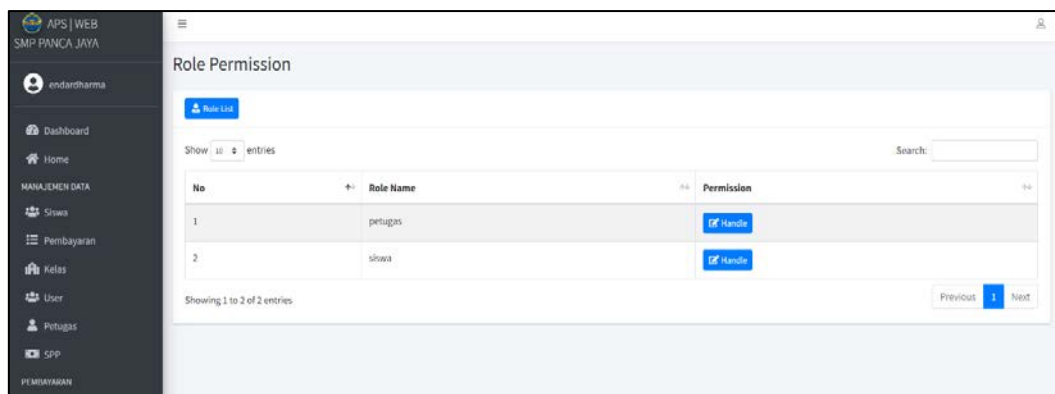 APS | WEB
SMP PANCA JAYA
endardharma
Dashboard
Home
MANAJEMEN DATA
Siswa
Pembayaran
Kelas
User
Petugas
SPP
PEMBAYARAN
Role Permission
Role List
Show 10 entries
Search:
No Role Name Permission
1 petugas Handle
2 siswa Handle
Showing 1 to 2 of 2 entries
Previous 1 Next